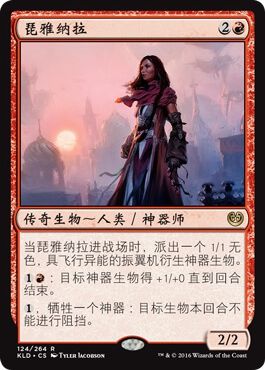 琵雅纳拉 2
传奇生物～人类 / 神器师
当琵雅纳拉进战场时，派出一个 1/1 无
色，具飞行异能的振翼机衍生神器生物。
1：目标神器生物得 +1/+0 直到回合
结束。
1，牺牲一个神器：目标生物本回合不
能进行阻挡。
2/2
124/264 R
KLD • CS TYLER JACOBSON
™ & © 2016 Wizards of the Coast